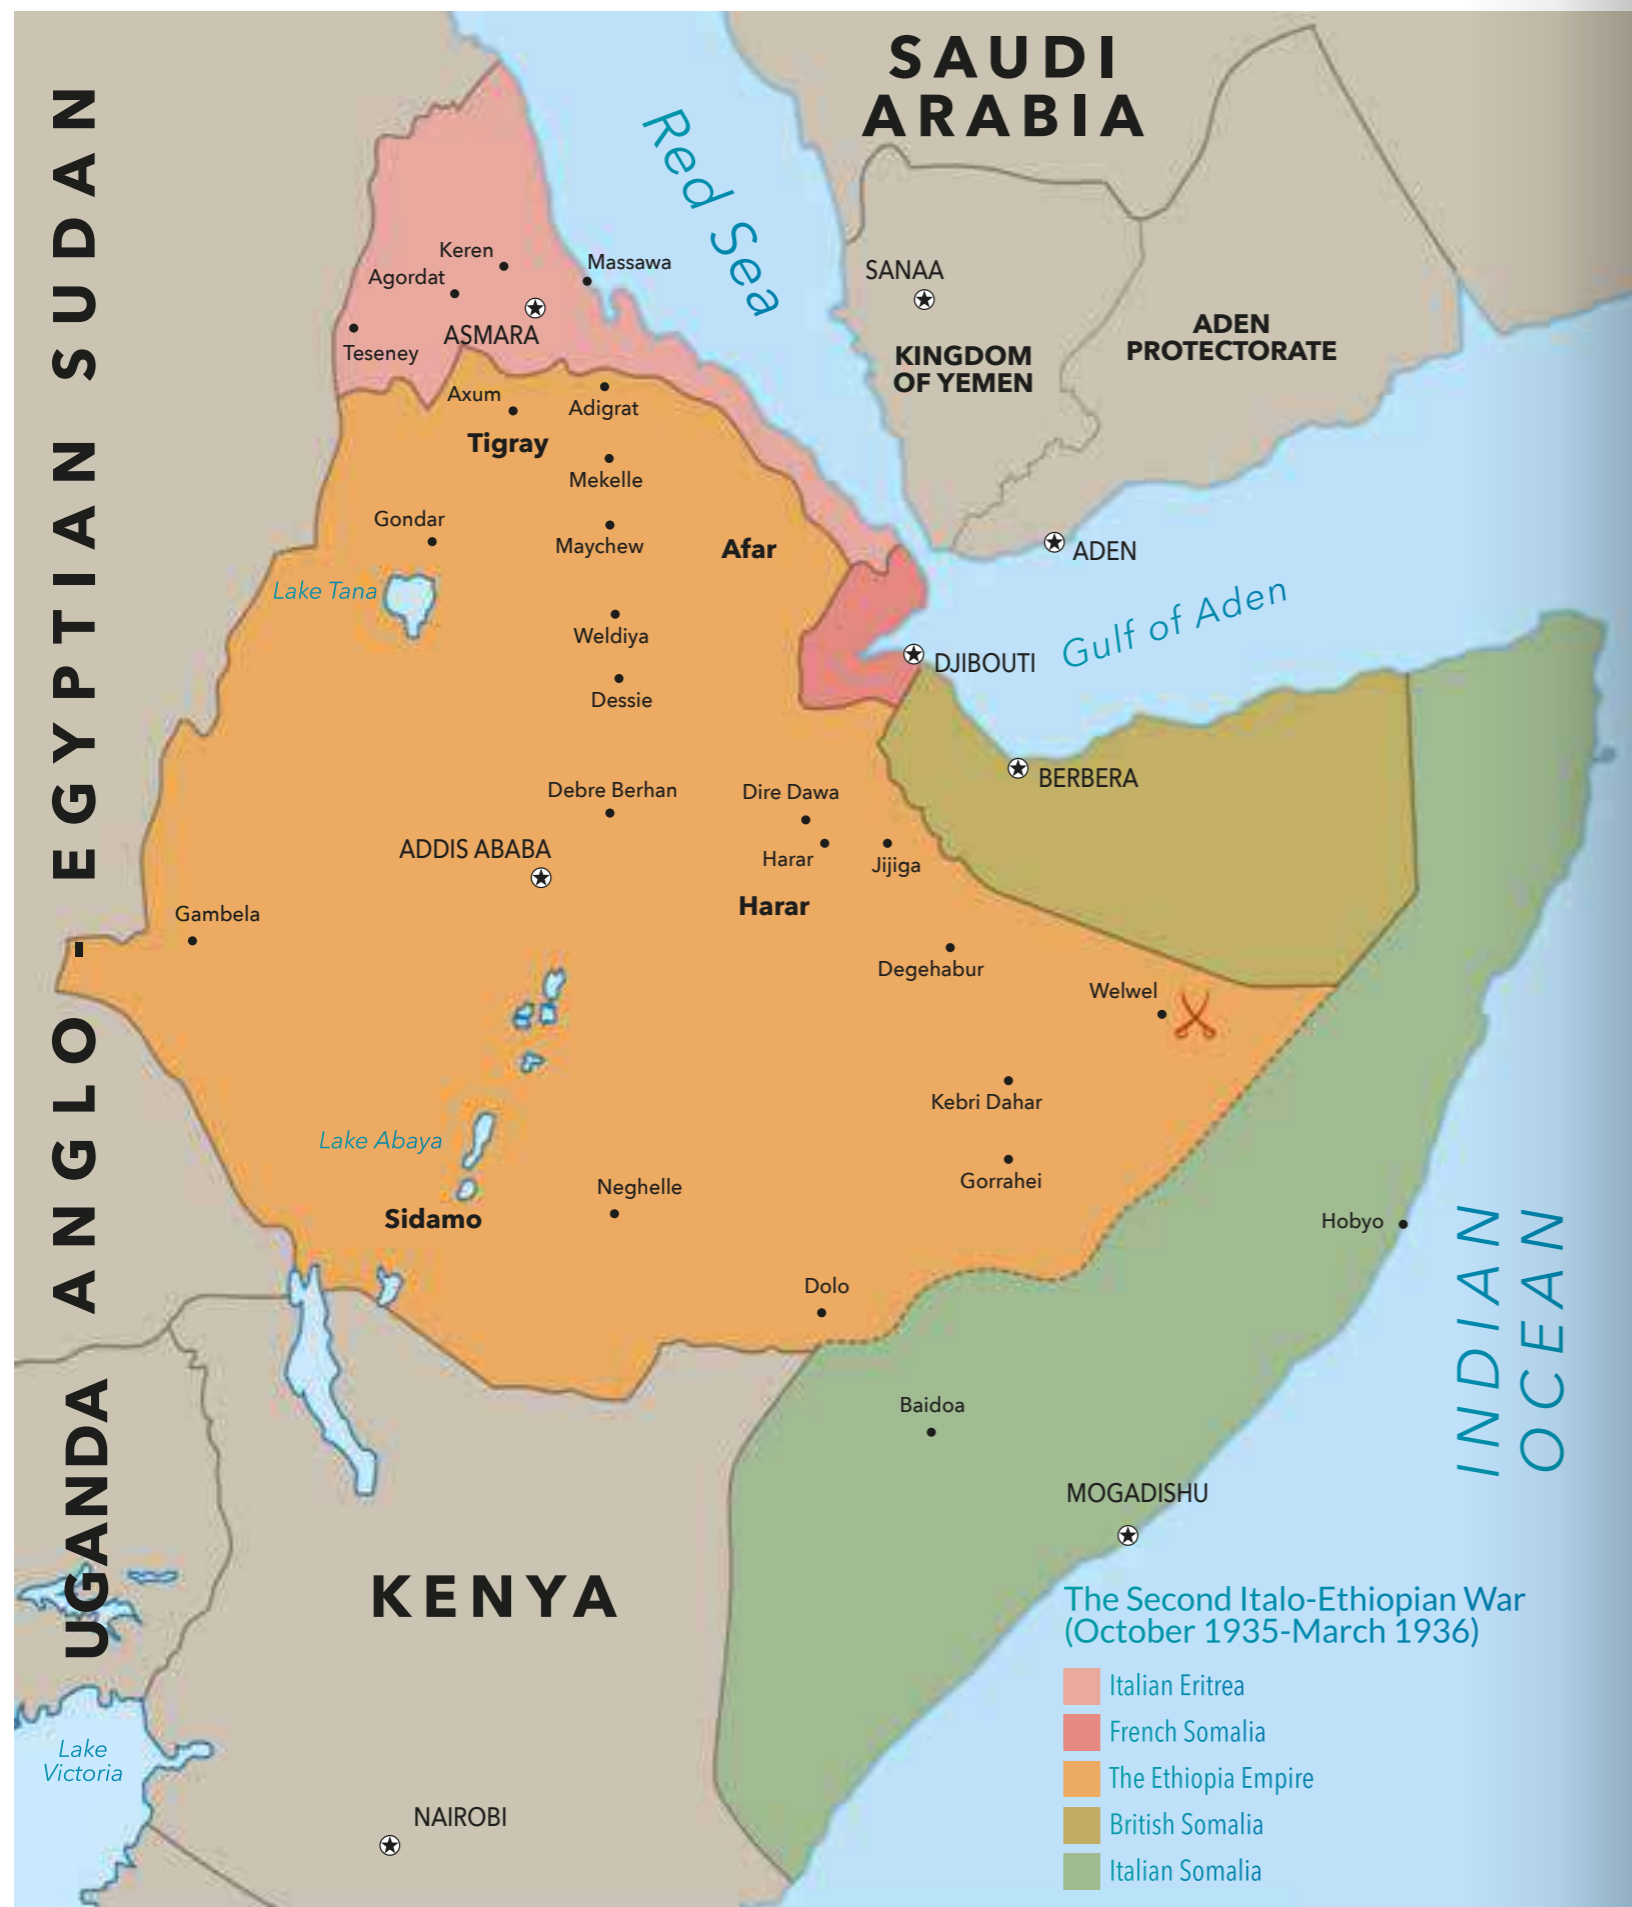 SAUDI
ARABIA
Red Sea
ANGLO - EGYPTIAN SUDAN
Keren
Massawa
Agordat
ASMARA
Teseney
SANAA
KINGDOM
OF YEMEN
ADEN
PROTECTORATE
Axum
Adigrat
Tigray
Mekelle
Gondar
Maychew
Afar
ADEN
Lake Tana
Gulf of Aden
Weldiya
DJIBOUTI
Dessie
BERBERA
Debre Berhan
Dire Dawa
ADDIS ABABA
Harar
Jijiga
Harar
Gambela
Degehabur
Welwel
Kebri Dahar
Lake Abaya
Gorrahei
Neghelle
Sidamo
Hobyo
INDIAN
OCEAN
Dolo
UGANDA
Baidoa
MOGADISHU
KENYA
Lake
Victoria
NAIROBI
The Second Italo-Ethiopian War
(October 1935-March 1936)
Italian Eritrea
French Somalia
The Ethiopia Empire
British Somalia
Italian Somalia